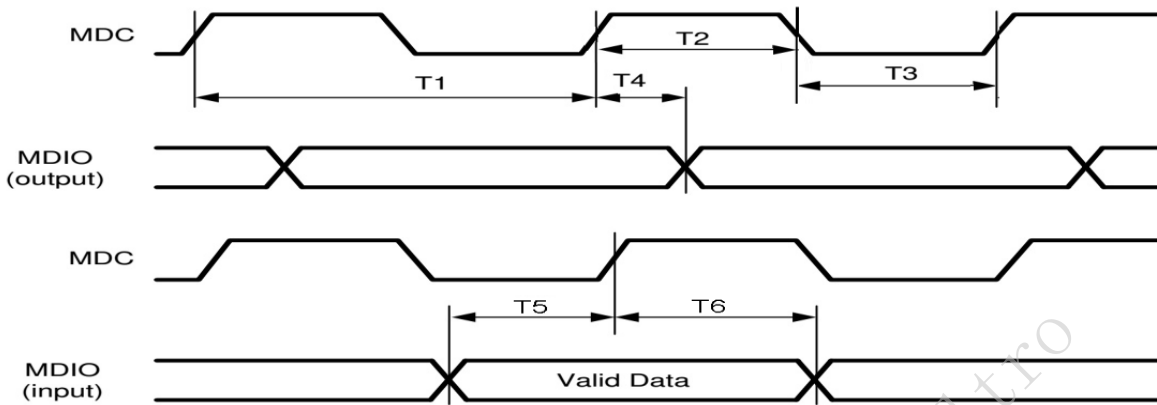 MDC
T2
T3
T1
T4
MDIO
(output)
MDC
T5
T6
MDIO
(input)
Valid Data